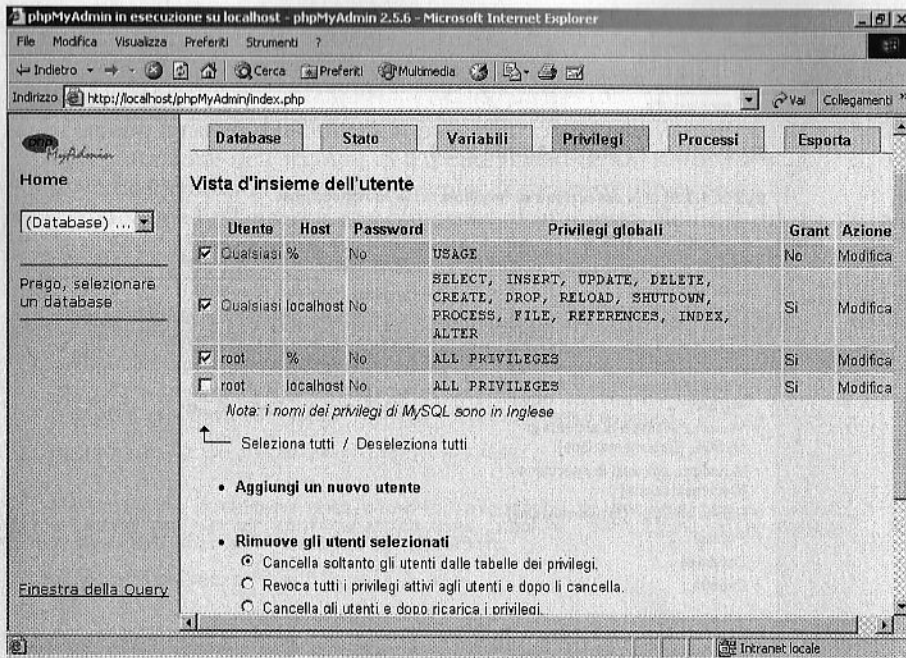 phpMyAdmin in esecuzione su localhost - phpMyAdmin 2.5.6 - Microsoft Internet Explorer
File Modifica Visualizza Preferiti Strumenti ?
Indietro Cerca Preferiti Multimedia
Indirizzo http://localhost/phpMyAdmin/index.php Vai Collegamenti »
php
MyAdmin
Database Stato Variabili Privilegi Processi Esporta
Home
(Database) ...
Prego, selezionare
un database
Finestra della Query
Vista d'insieme dell'utente
Utente Host Password Privilegi globali Grant Azione
Qualsiasi % No USAGE No Modifica
Qualsiasi localhost No SELECT, INSERT, UPDATE, DELETE,
CREATE, DROP, RELOAD, SHUTDOWN,
PROCESS, FILE, REFERENCES, INDEX,
ALTER Si Modifica
root % No ALL PRIVILEGES Si Modifica
root localhost No ALL PRIVILEGES Si Modifica
Nota: i nomi dei privilegi di MySQL sono in Inglese
Seleziona tutti / Deseleziona tutti
• Aggiungi un nuovo utente
• Rimuove gli utenti selezionati
Cancella soltanto gli utenti dalle tabelle dei privilegi.
Revoca tutti i privilegi attivi agli utenti e dopo li cancella.
Cancella gli utenti e dopo ricarica i privilegi.
Intranet locale